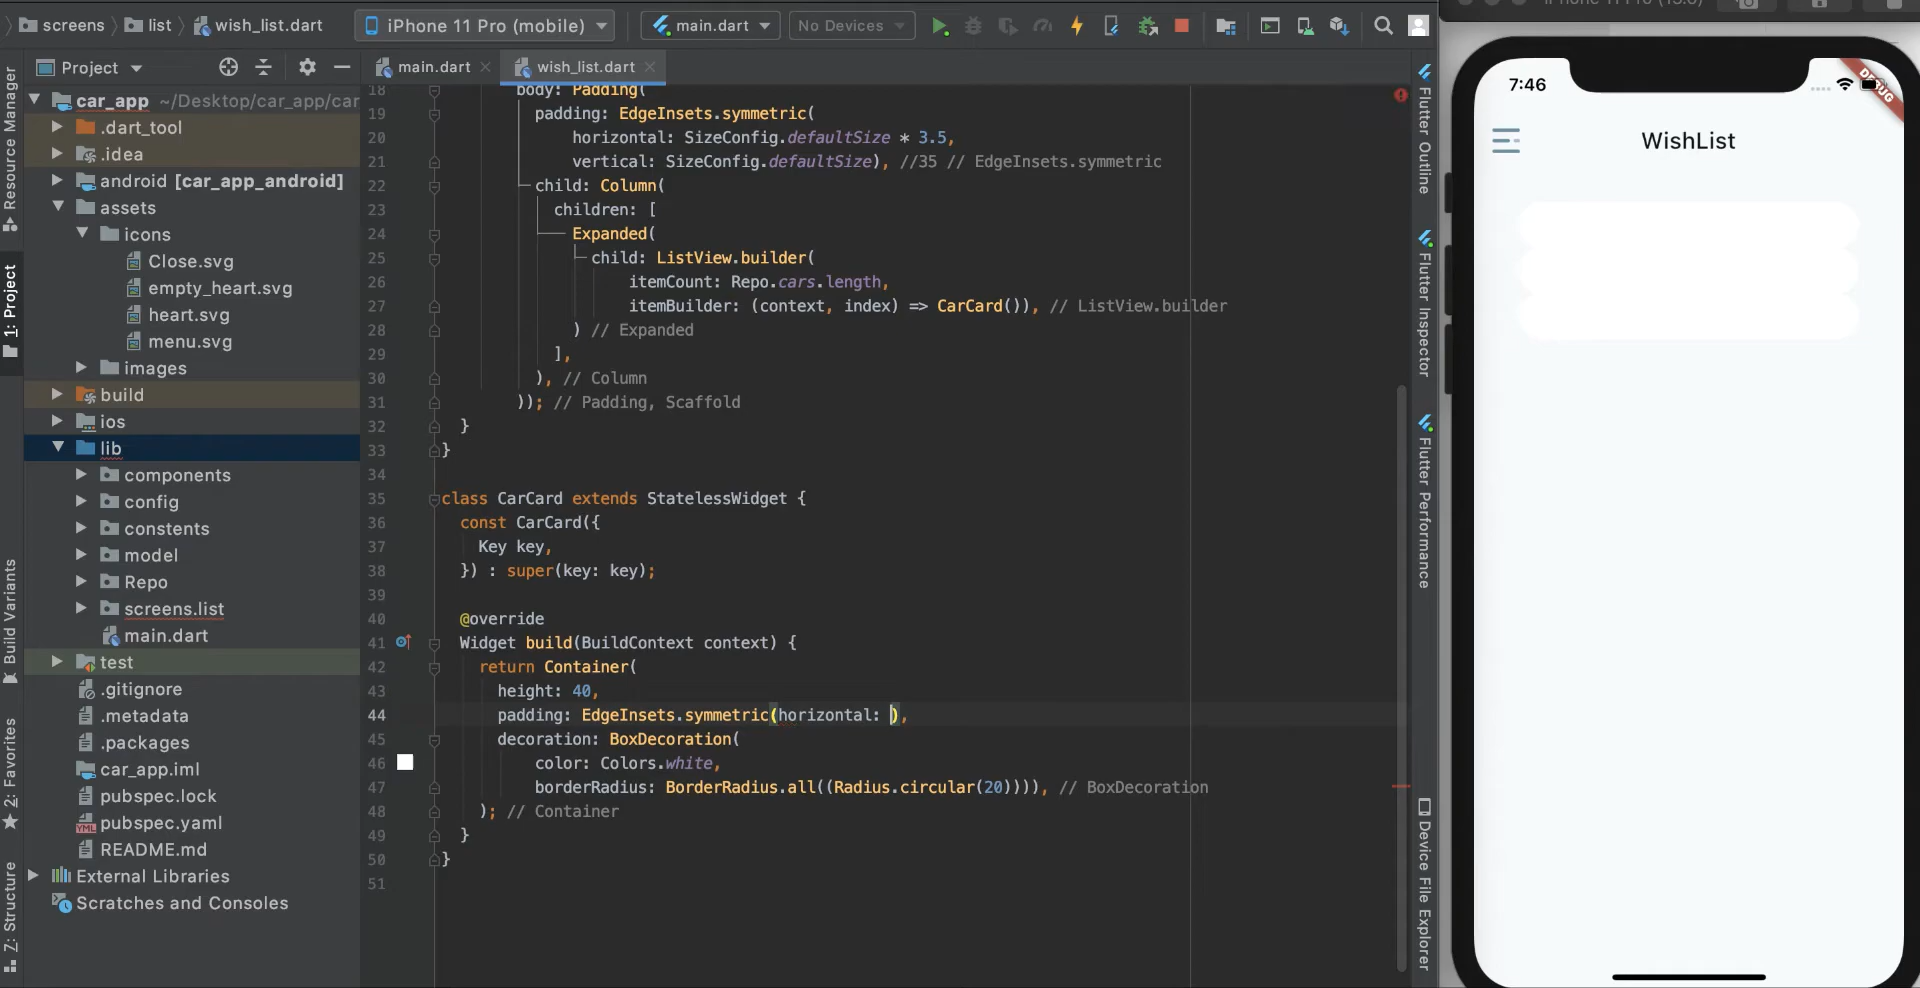 screens
list
wish_list.dart
iPhone 11 Pro (mobile)
main.dart
No Devices
Project
main.dart
wish_list.dart
car_app ~/Desktop/car_app/car
.dart_tool
.idea
android [car_app_android]
assets
icons
Close.svg
empty_heart.svg
heart.svg
menu.svg
images
build
ios
lib
components
config
constents
model
Repo
screens.list
main.dart
test
.gitignore
.metadata
.packages
car_app.iml
pubspec.lock
pubspec.yaml
README.md
External Libraries
Scratches and Consoles
Resource Manager
1: Project
Build Variants
2: Favorites
7: Structure
18 body: Padding(
19 padding: EdgeInsets.symmetric(
20 horizontal: SizeConfig.defaultSize * 3.5,
21 vertical: SizeConfig.defaultSize), //35 // EdgeInsets.symmetric
22 child: Column(
23 children: [
24 Expanded(
25 child: ListView.builder(
26 itemCount: Repo.cars.length,
27 itemBuilder: (context, index) => CarCard()), // ListView.builder
28 ) // Expanded
29 ],
30 ), // Column
31 )); // Padding, Scaffold
32 }
33 }
34
35 class CarCard extends StatelessWidget {
36 const CarCard({
37 Key key,
38 }) : super(key: key);
39
40 @override
41 Widget build(BuildContext context) {
42 return Container(
43 height: 40,
44 padding: EdgeInsets.symmetric(horizontal: ),
45 decoration: BoxDecoration(
46 color: Colors.white,
47 borderRadius: BorderRadius.all((Radius.circular(20)))), // BoxDecoration
48 ); // Container
49 }
50 }
51
Flutter Outline
Flutter Inspector
Flutter Performance
Device File Explorer
7:46
DEBUG
WishList